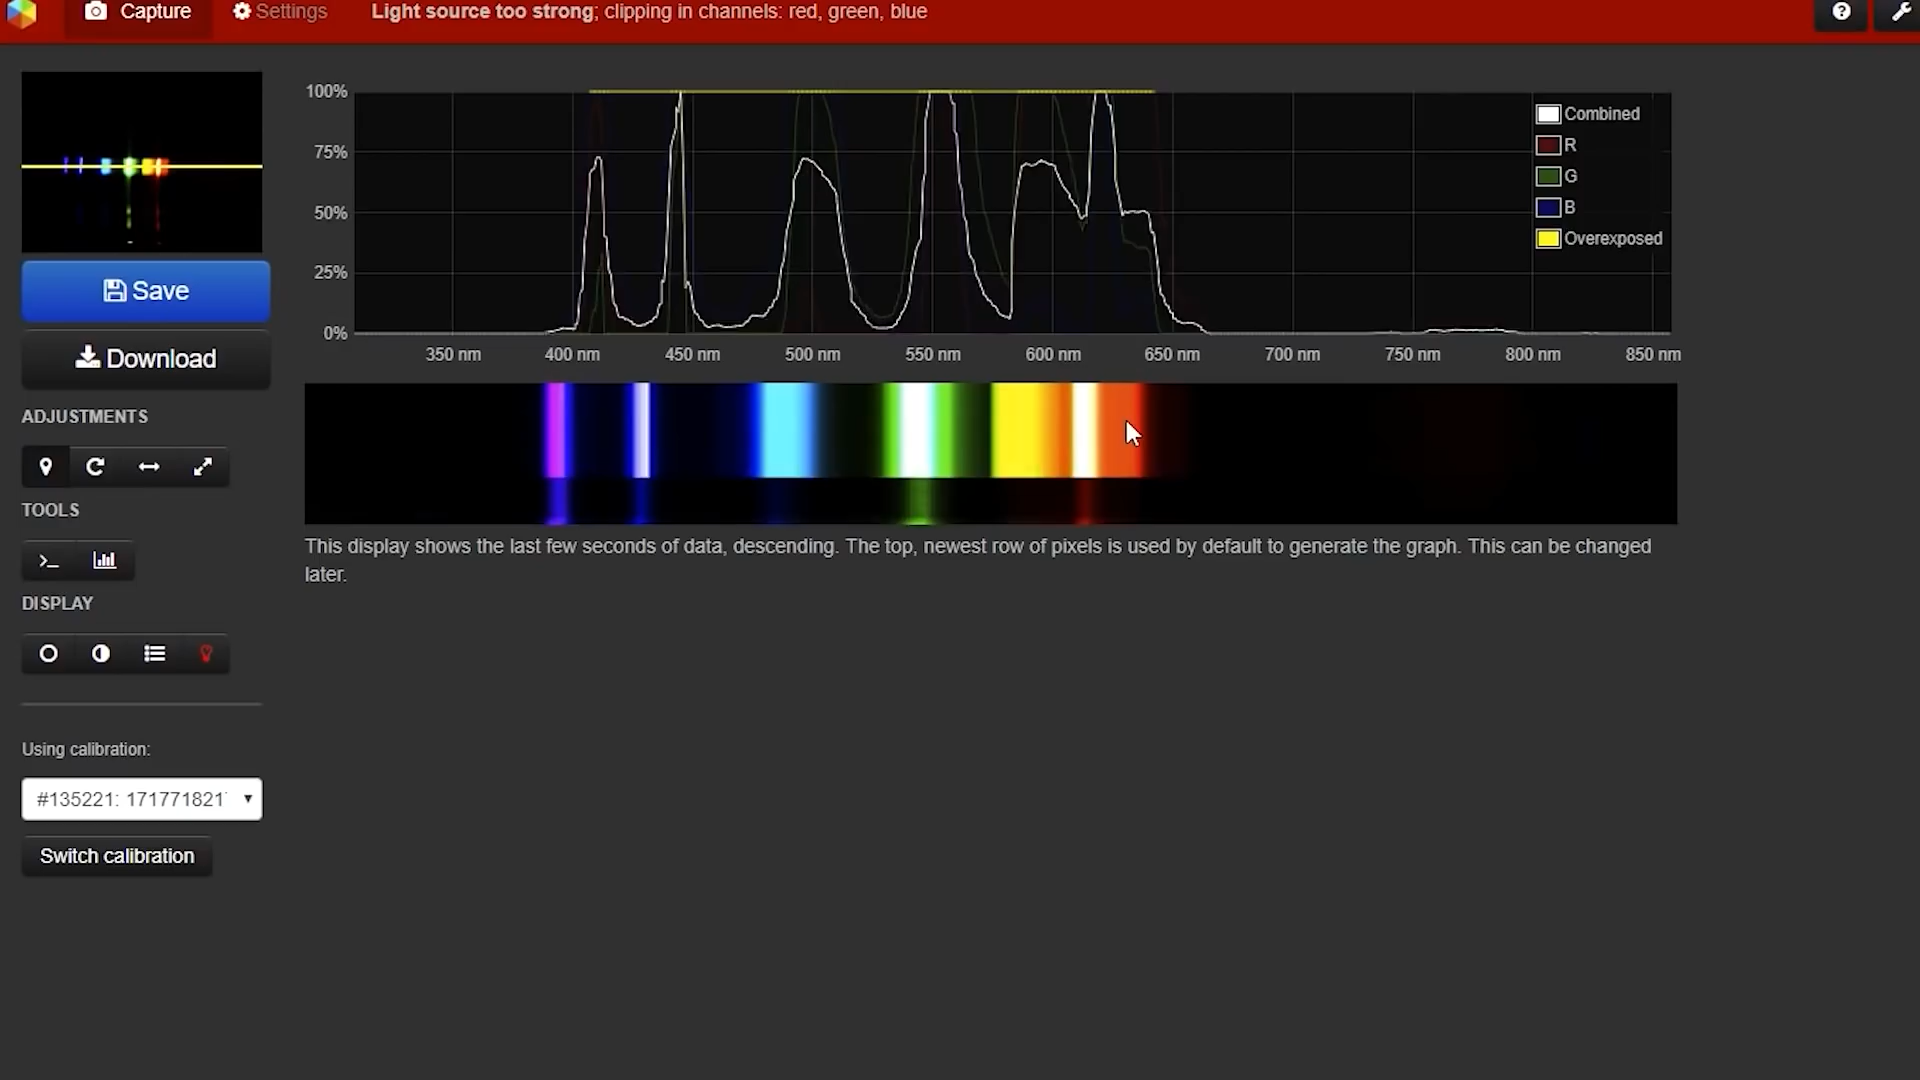 Capture
Settings
Light source too strong; clipping in channels: red, green, blue
100%
75%
50%
25%
0%
Combined
R
G
B
Overexposed
350 nm 400 nm 450 nm 500 nm 550 nm 600 nm 650 nm 700 nm 750 nm 800 nm 850 nm
Save
Download
ADJUSTMENTS
TOOLS
DISPLAY
This display shows the last few seconds of data, descending. The top, newest row of pixels is used by default to generate the graph. This can be changed
later.
Using calibration:
#135221: 171771821
Switch calibration